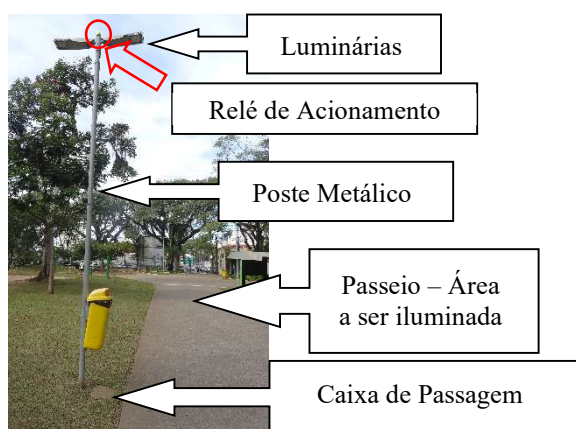 Luminárias
Relé de Acionamento
Poste Metálico
Passeio – Área
a ser iluminada
Caixa de Passagem